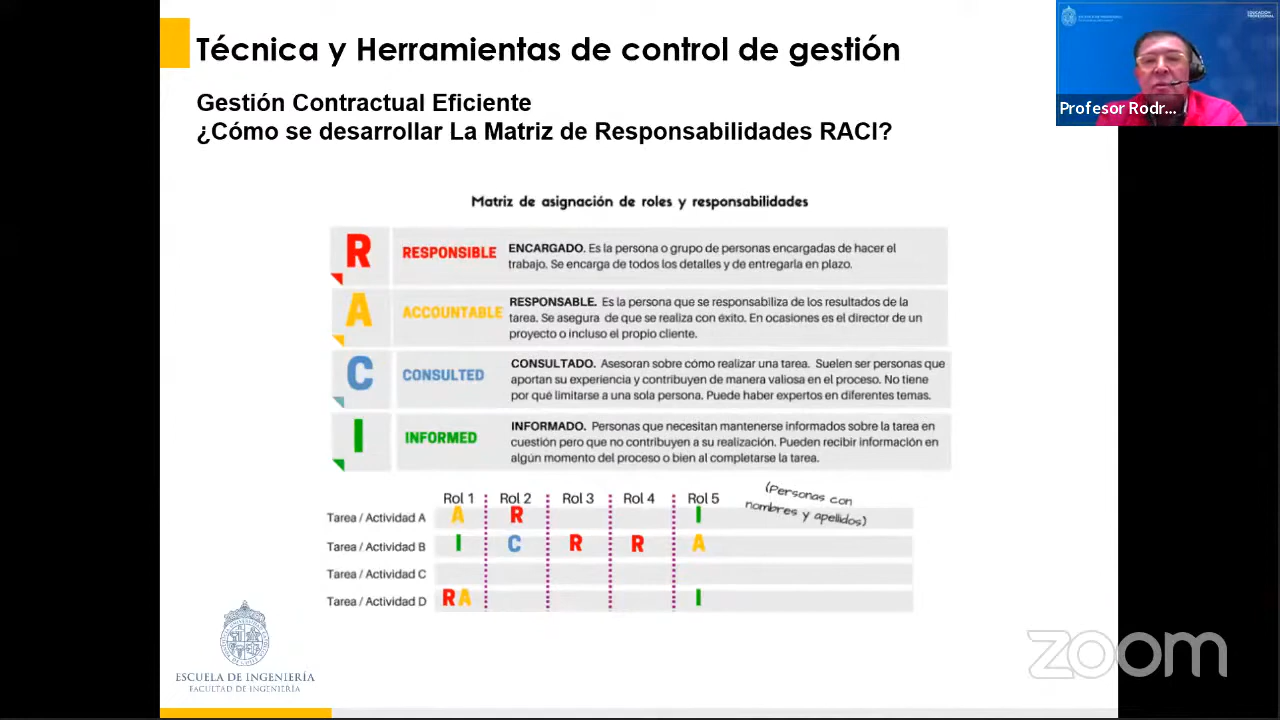 Técnica y Herramientas de control de gestión
Gestión Contractual Eficiente
¿Cómo se desarrollar La Matriz de Responsabilidades RACI?
Profesor Rodr...
Matriz de asignación de roles y responsabilidades
R
RESPONSIBLE
ENCARGADO. Es la persona o grupo de personas encargadas de hacer el
trabajo. Se encarga de todos los detalles y de entregarla en plazo.
A
ACCOUNTABLE
RESPONSABLE. Es la persona que se responsabiliza de los resultados de la
tarea. Se asegura de que se realiza con éxito. En ocasiones es el director de un
proyecto o incluso el propio cliente.
C
CONSULTED
CONSULTADO. Asesoran sobre cómo realizar una tarea. Suelen ser personas que
aportan su experiencia y contribuyen de manera valiosa en el proceso. No tiene
por qué limitarse a una sola persona. Puede haber expertos en diferentes temas.
I
INFORMED
INFORMADO. Personas que necesitan mantenerse informados sobre la tarea en
cuestión pero que no contribuyen a su realización. Pueden recibir información en
algún momento del proceso o bien al completarse la tarea.
Rol 1 Rol 2 Rol 3 Rol 4 Rol 5
(Personas con
nombres y apellidos)
Tarea / Actividad A A R I
Tarea / Actividad B I C R R A
Tarea / Actividad C
Tarea / Actividad D RA I
ESCUELA DE INGENIERÍA
FACULTAD DE INGENIERÍA
zoom